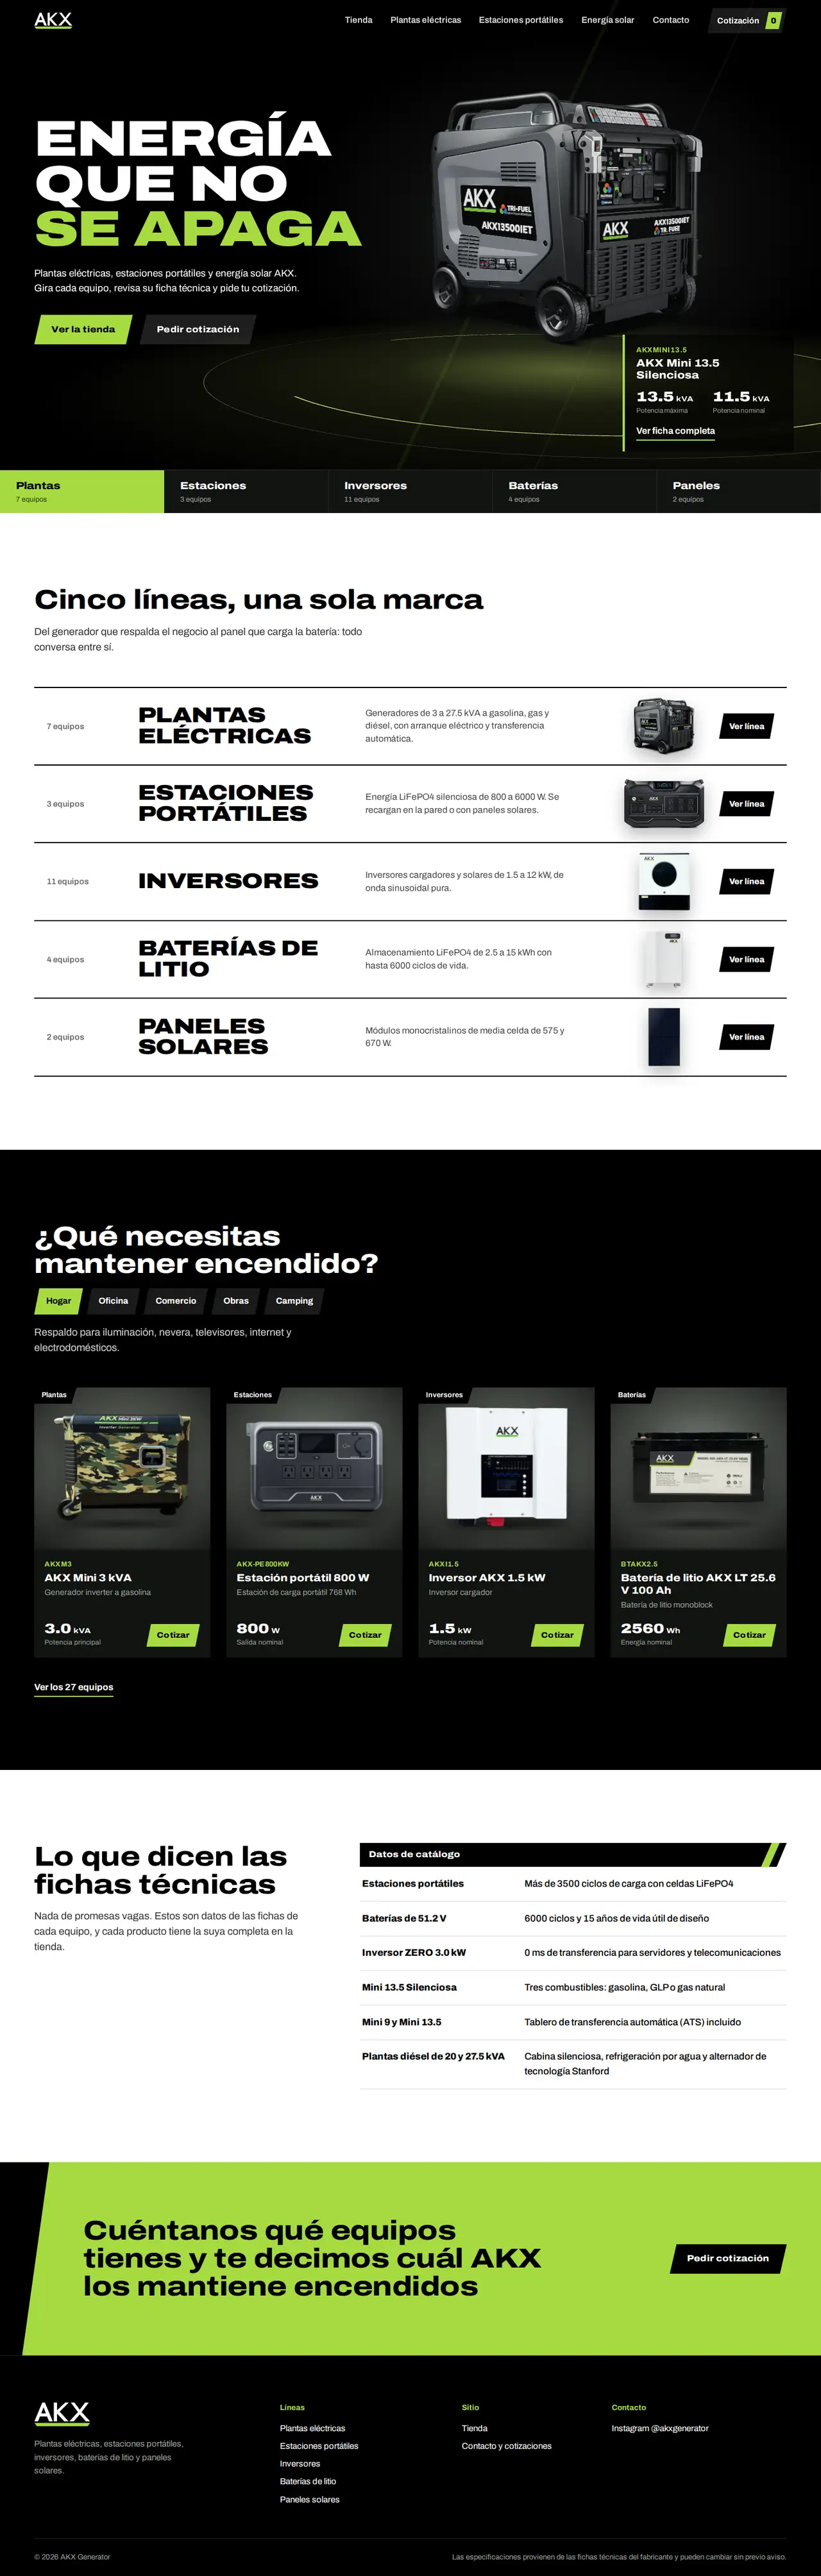 AKX
Tienda
Plantas eléctricas
Estaciones portátiles
Energía solar
Contacto
Cotización 0
ENERGÍA
QUE NO
SE APAGA
Plantas eléctricas, estaciones portátiles y energía solar AKX.
Gira cada equipo, revisa su ficha técnica y pide tu cotización.
Ver la tienda
Pedir cotización
AKX TRI-FUEL
AKX13500IET
AKX
AKX13500IET
TRI-FUEL
AKXMINI13.5
AKX Mini 13.5
Silenciosa
13.5 kVA
Potencia máxima
11.5 kVA
Potencia nominal
Ver ficha completa
Plantas
7 equipos
Estaciones
3 equipos
Inversores
11 equipos
Baterías
4 equipos
Paneles
2 equipos
Cinco líneas, una sola marca
Del generador que respalda el negocio al panel que carga la batería: todo
conversa entre sí.
7 equipos
PLANTAS
ELÉCTRICAS
Generadores de 3 a 27.5 kVA a gasolina, gas y
diésel, con arranque eléctrico y transferencia
automática.
Ver línea
3 equipos
ESTACIONES
PORTÁTILES
Energía LiFePO4 silenciosa de 800 a 6000 W. Se
recargan en la pared o con paneles solares.
Ver línea
11 equipos
INVERSORES
Inversores cargadores y solares de 1.5 a 12 kW, de
onda sinusoidal pura.
AKX
Ver línea
4 equipos
BATERÍAS DE
LITIO
Almacenamiento LiFePO4 de 2.5 a 15 kWh con
hasta 6000 ciclos de vida.
AKX
Ver línea
2 equipos
PANELES
SOLARES
Módulos monocristalinos de media celda de 575 y
670 W.
Ver línea
¿Qué necesitas
mantener encendido?
Hogar
Oficina
Comercio
Obras
Camping
Respaldo para iluminación, nevera, televisores, internet y
electrodomésticos.
Plantas
AKX Mini 3KW
Inverter Generator
AKXM3
AKX Mini 3 kVA
Generador inverter a gasolina
3.0 kVA
Potencia principal
Cotizar
Estaciones
AKX
AKX-PE800KW
Estación portátil 800 W
Estación de carga portátil 768 Wh
800 W
Salida nominal
Cotizar
Inversores
AKX
AKXI1.5
Inversor AKX 1.5 kW
Inversor cargador
1.5 kW
Potencia nominal
Cotizar
Baterías
AKX
BTAKX2.5
Batería de litio AKX LT 25.6
V 100 Ah
Batería de litio monoblock
2560 Wh
Energía nominal
Cotizar
Ver los 27 equipos
Lo que dicen las
fichas técnicas
Nada de promesas vagas. Estos son datos de las fichas de
cada equipo, y cada producto tiene la suya completa en la
tienda.
Datos de catálogo
Estaciones portátiles
Más de 3500 ciclos de carga con celdas LiFePO4
Baterías de 51.2 V
6000 ciclos y 15 años de vida útil de diseño
Inversor ZERO 3.0 kW
0 ms de transferencia para servidores y telecomunicaciones
Mini 13.5 Silenciosa
Tres combustibles: gasolina, GLP o gas natural
Mini 9 y Mini 13.5
Tablero de transferencia automática (ATS) incluido
Plantas diésel de 20 y 27.5 kVA
Cabina silenciosa, refrigeración por agua y alternador de
tecnología Stanford
Cuéntanos qué equipos
tienes y te decimos cuál AKX
los mantiene encendidos
Pedir cotización
AKX
Plantas eléctricas, estaciones portátiles,
inversores, baterías de litio y paneles
solares.
Líneas
Plantas eléctricas
Estaciones portátiles
Inversores
Baterías de litio
Paneles solares
Sitio
Tienda
Contacto y cotizaciones
Contacto
Instagram @akxgenerator
© 2026 AKX Generator
Las especificaciones provienen de las fichas técnicas del fabricante y pueden cambiar sin previo aviso.